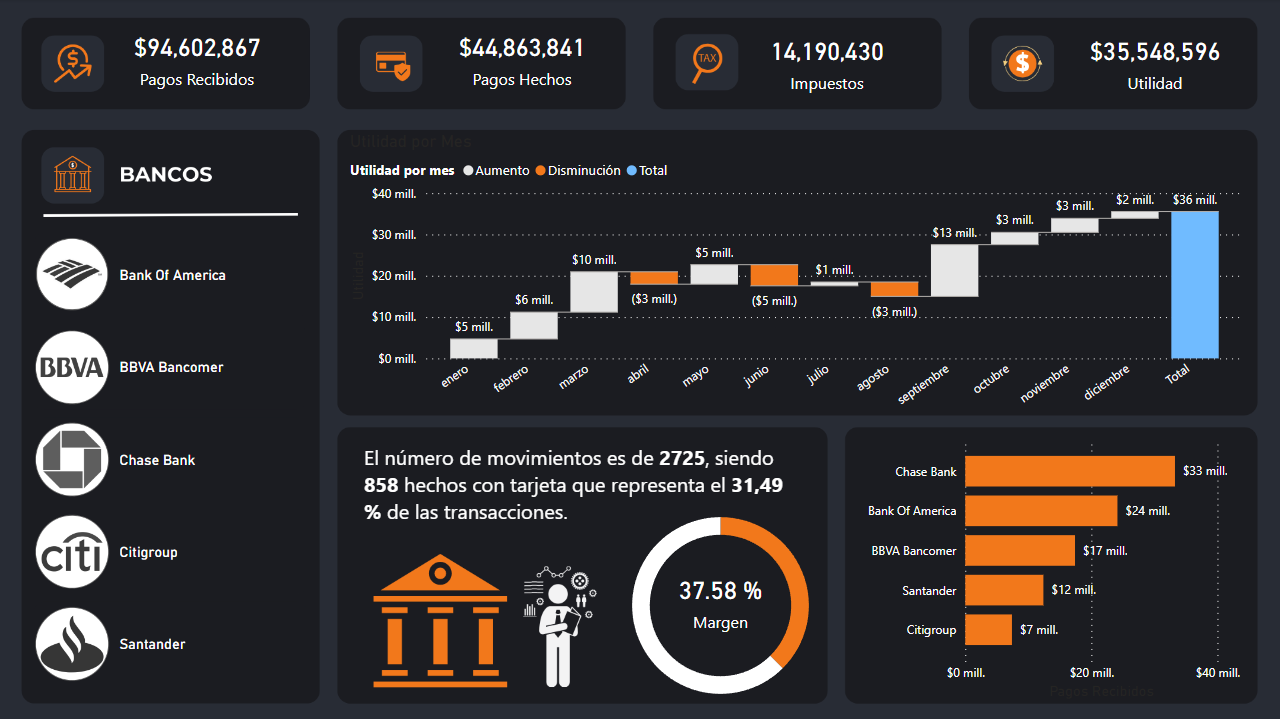 $94,602,867
Pagos Recibidos
$44,863,841
Pagos Hechos
TAX
14,190,430
Impuestos
$35,548,596
Utilidad
BANCOS
Bank Of America
BBVA
BBVA Bancomer
Chase Bank
citi
Citigroup
Santander
Utilidad por Mes
Utilidad por mes Aumento Disminución Total
Utilidad
$40 mill.
$30 mill.
$20 mill.
$10 mill.
$0 mill.
$5 mill.
$6 mill.
$10 mill.
($3 mill.)
$5 mill.
($5 mill.)
$1 mill.
($3 mill.)
$13 mill.
$3 mill.
$3 mill.
$2 mill.
$36 mill.
enero
febrero
marzo
abril
mayo
junio
julio
agosto
septiembre
octubre
noviembre
diciembre
Total
El número de movimientos es de 2725, siendo
858 hechos con tarjeta que representa el 31,49
% de las transacciones.
37.58 %
Margen
Chase Bank $33 mill.
Bank Of America $24 mill.
BBVA Bancomer $17 mill.
Santander $12 mill.
Citigroup $7 mill.
$0 mill. $20 mill. $40 mill.
Pagos Recibidos